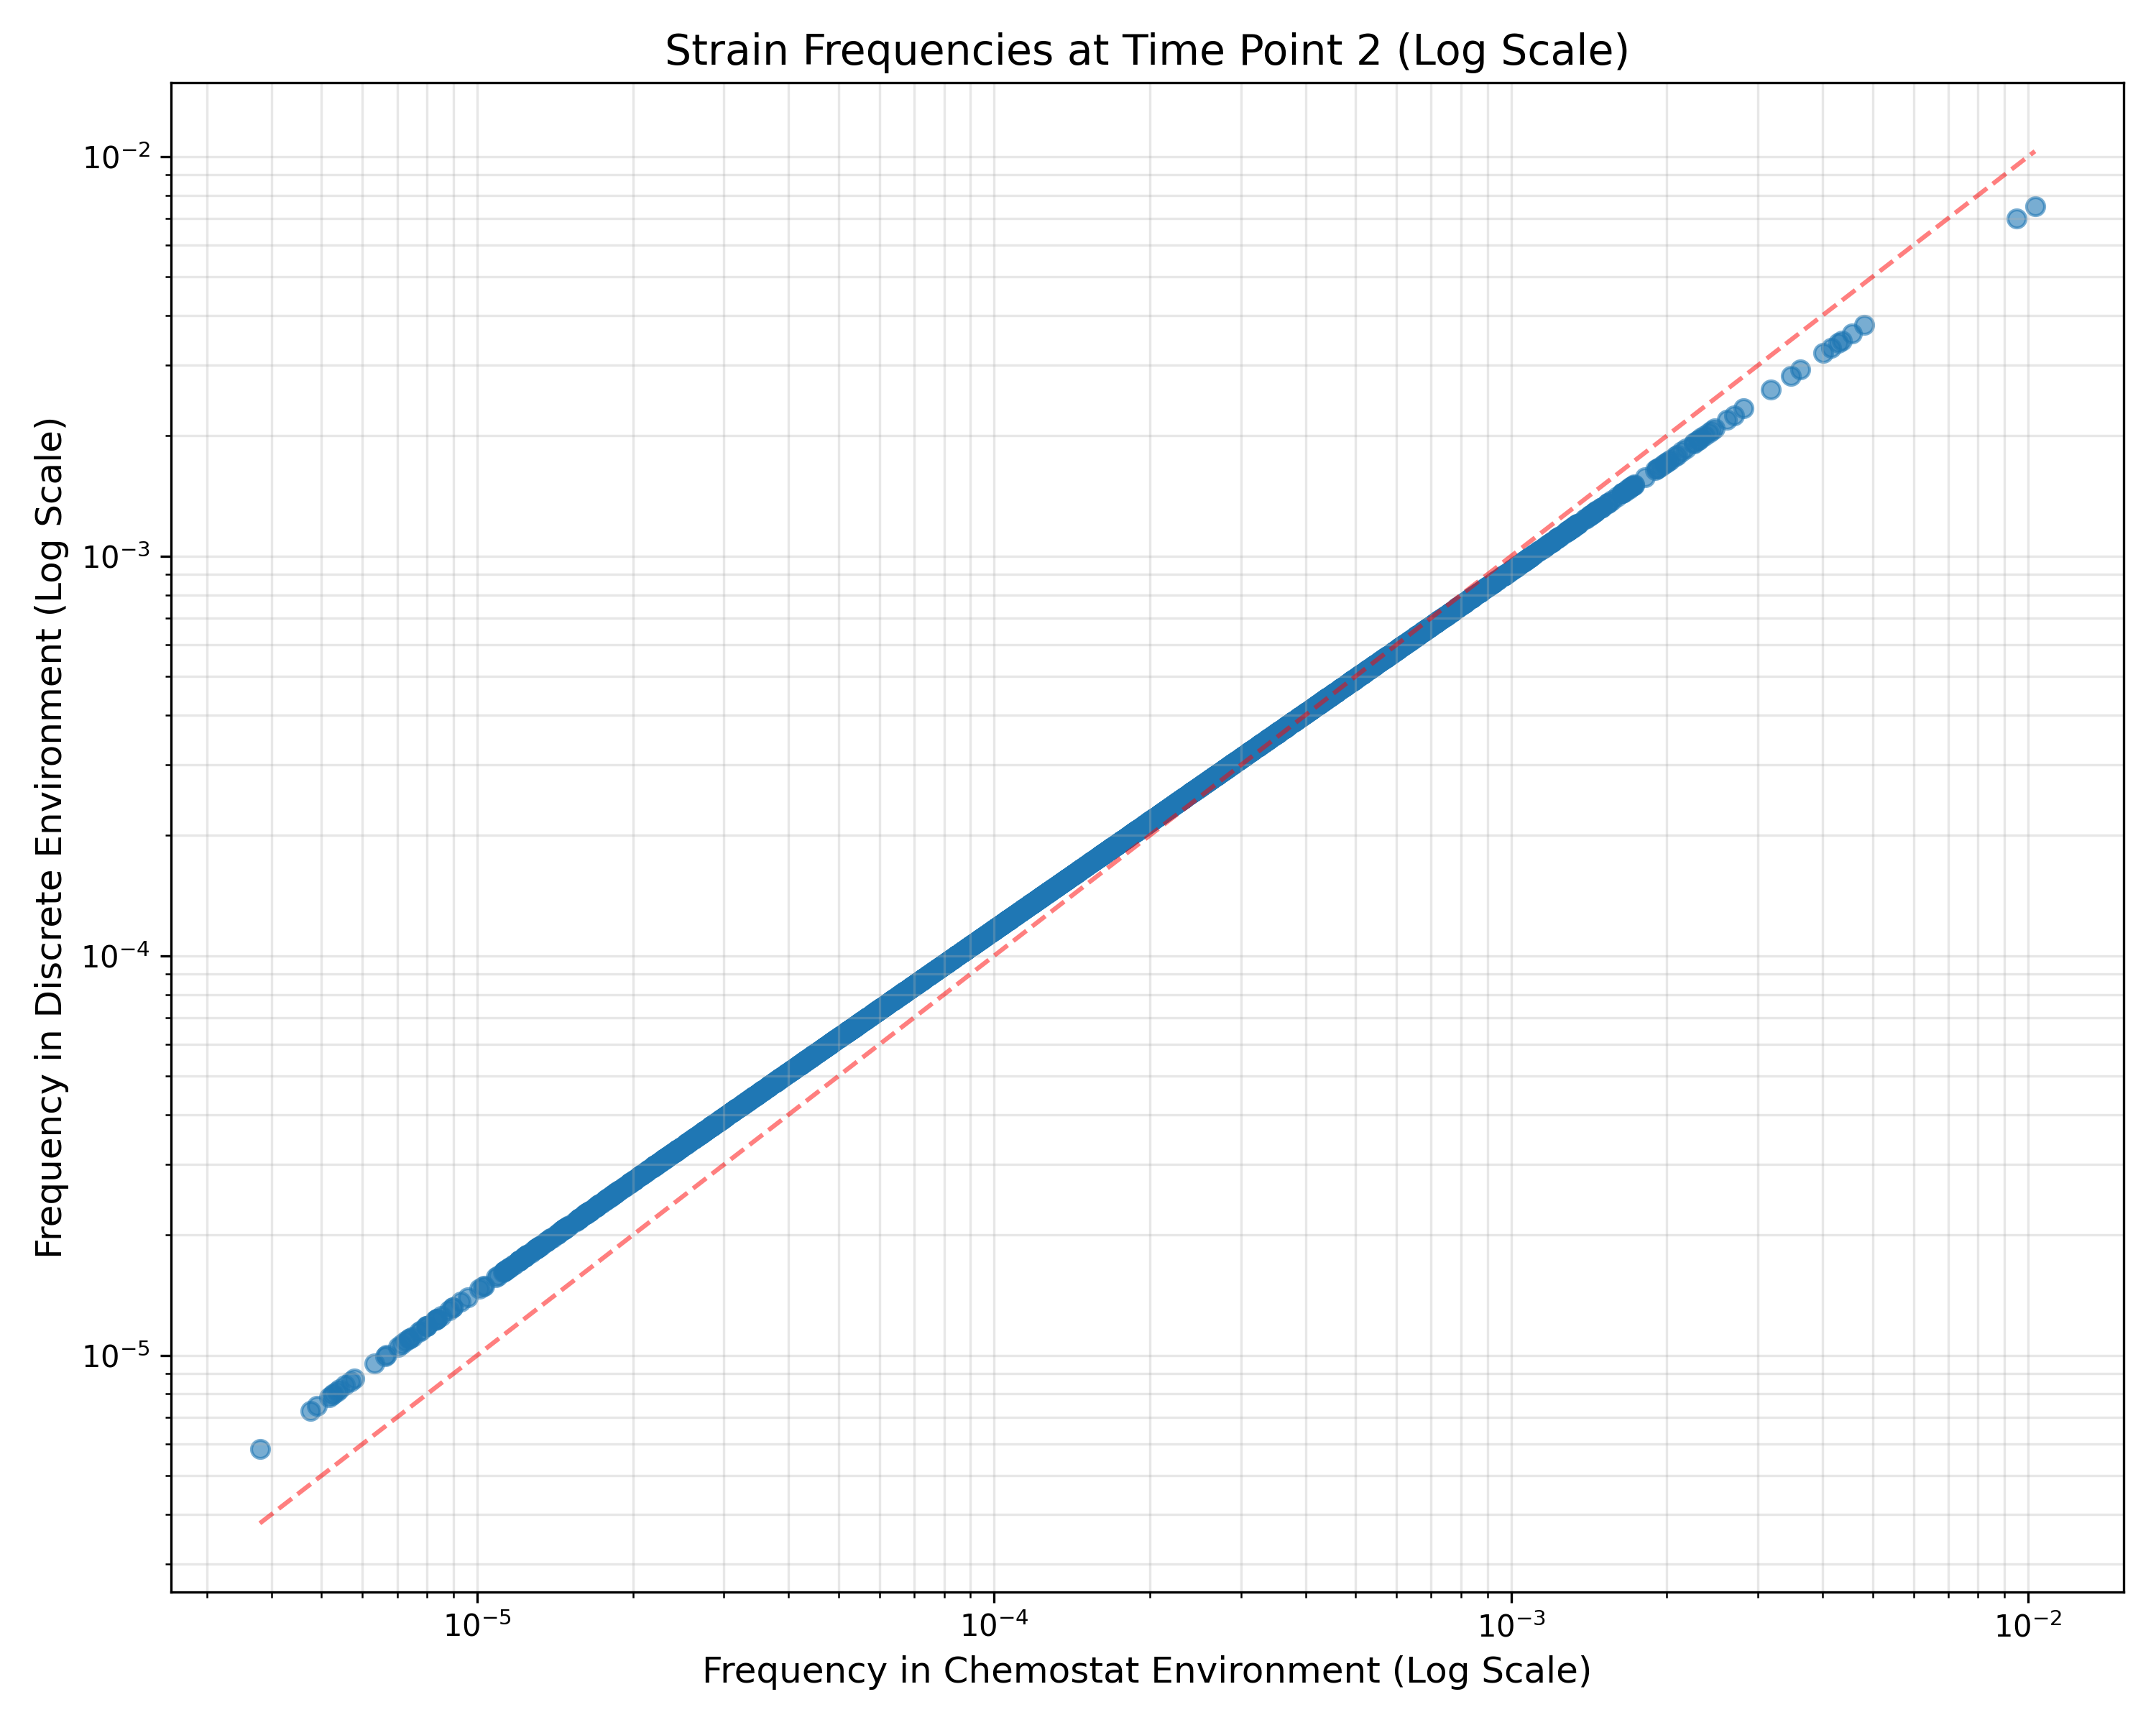 Strain Frequencies at Time Point 2 (Log Scale)
Frequency in Discrete Environment (Log Scale)
10⁻²
10⁻³
10⁻⁴
10⁻⁵
10⁻⁵ 10⁻⁴ 10⁻³ 10⁻²
Frequency in Chemostat Environment (Log Scale)